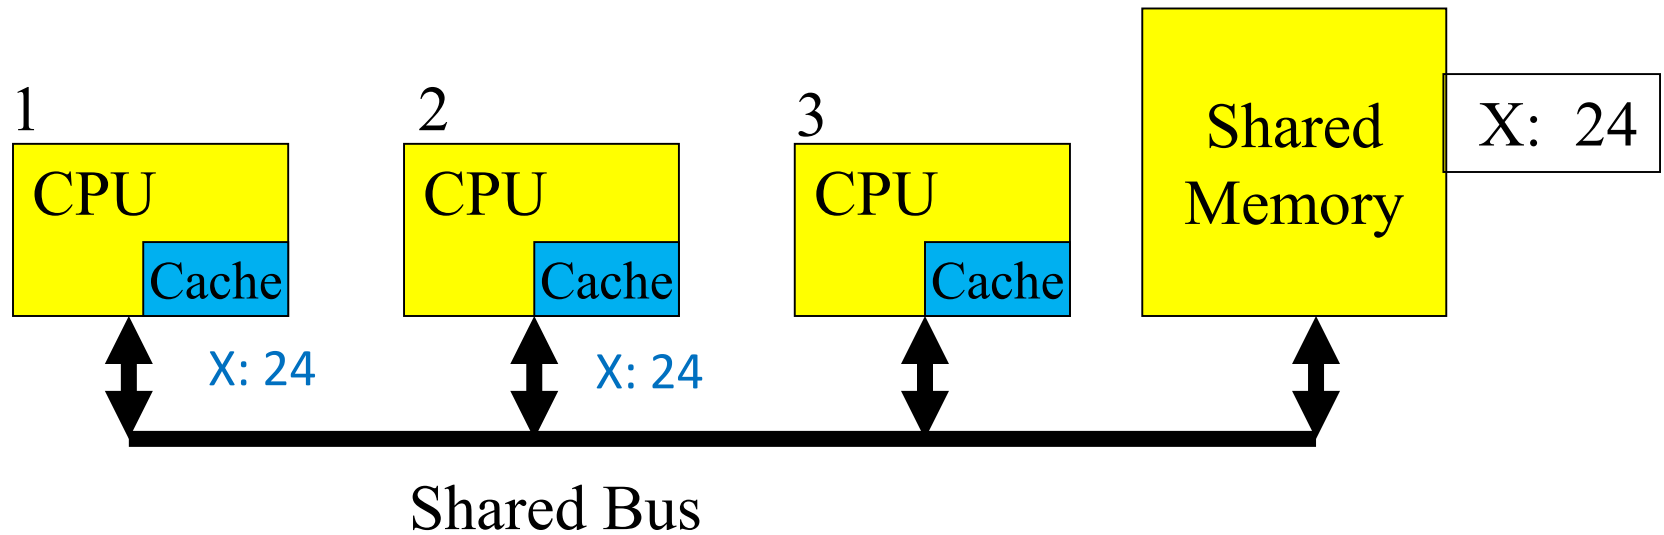 1
CPU
Cache
X: 24
2
CPU
Cache
X: 24
3
CPU
Cache
Shared
Memory
X: 24
Shared Bus